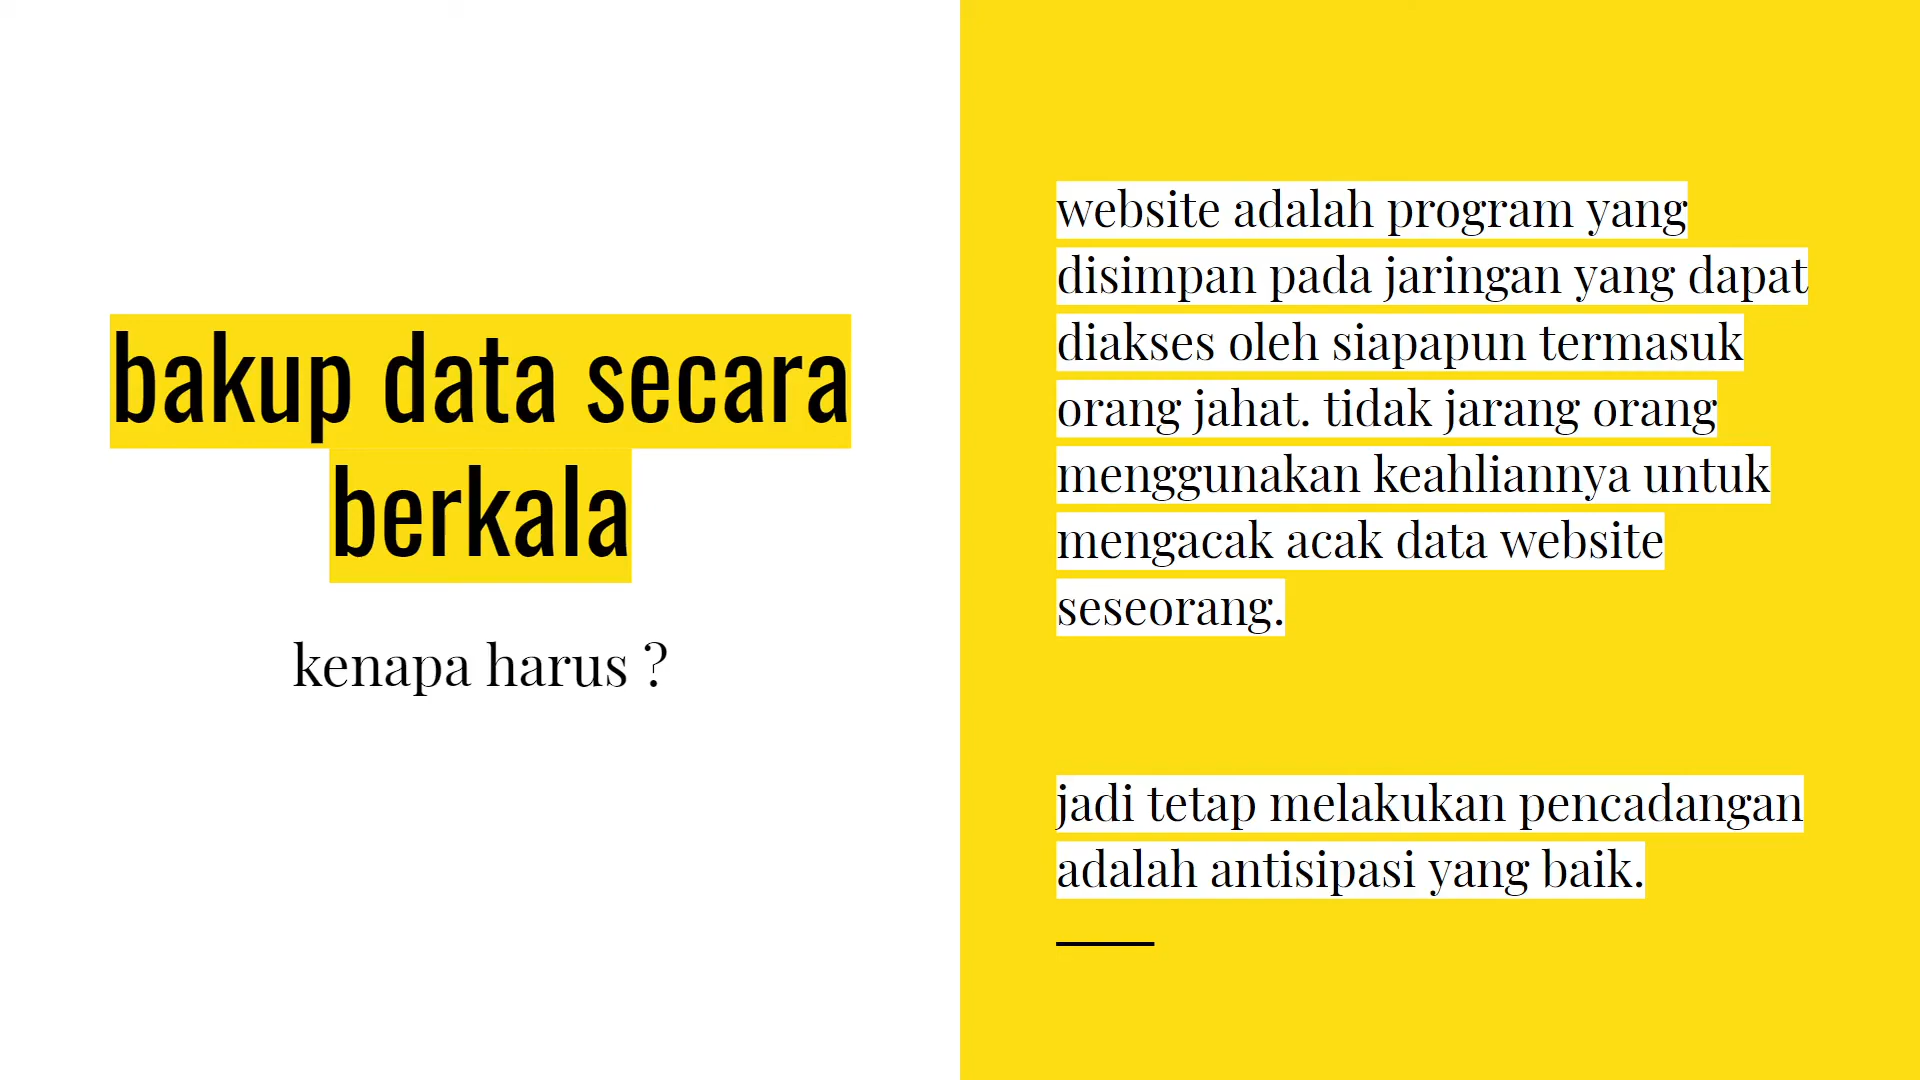 bakup data secara
berkala
kenapa harus ?
website adalah program yang
disimpan pada jaringan yang dapat
diakses oleh siapapun termasuk
orang jahat. tidak jarang orang
menggunakan keahliannya untuk
mengacak acak data website
seseorang.
jadi tetap melakukan pencadangan
adalah antisipasi yang baik.